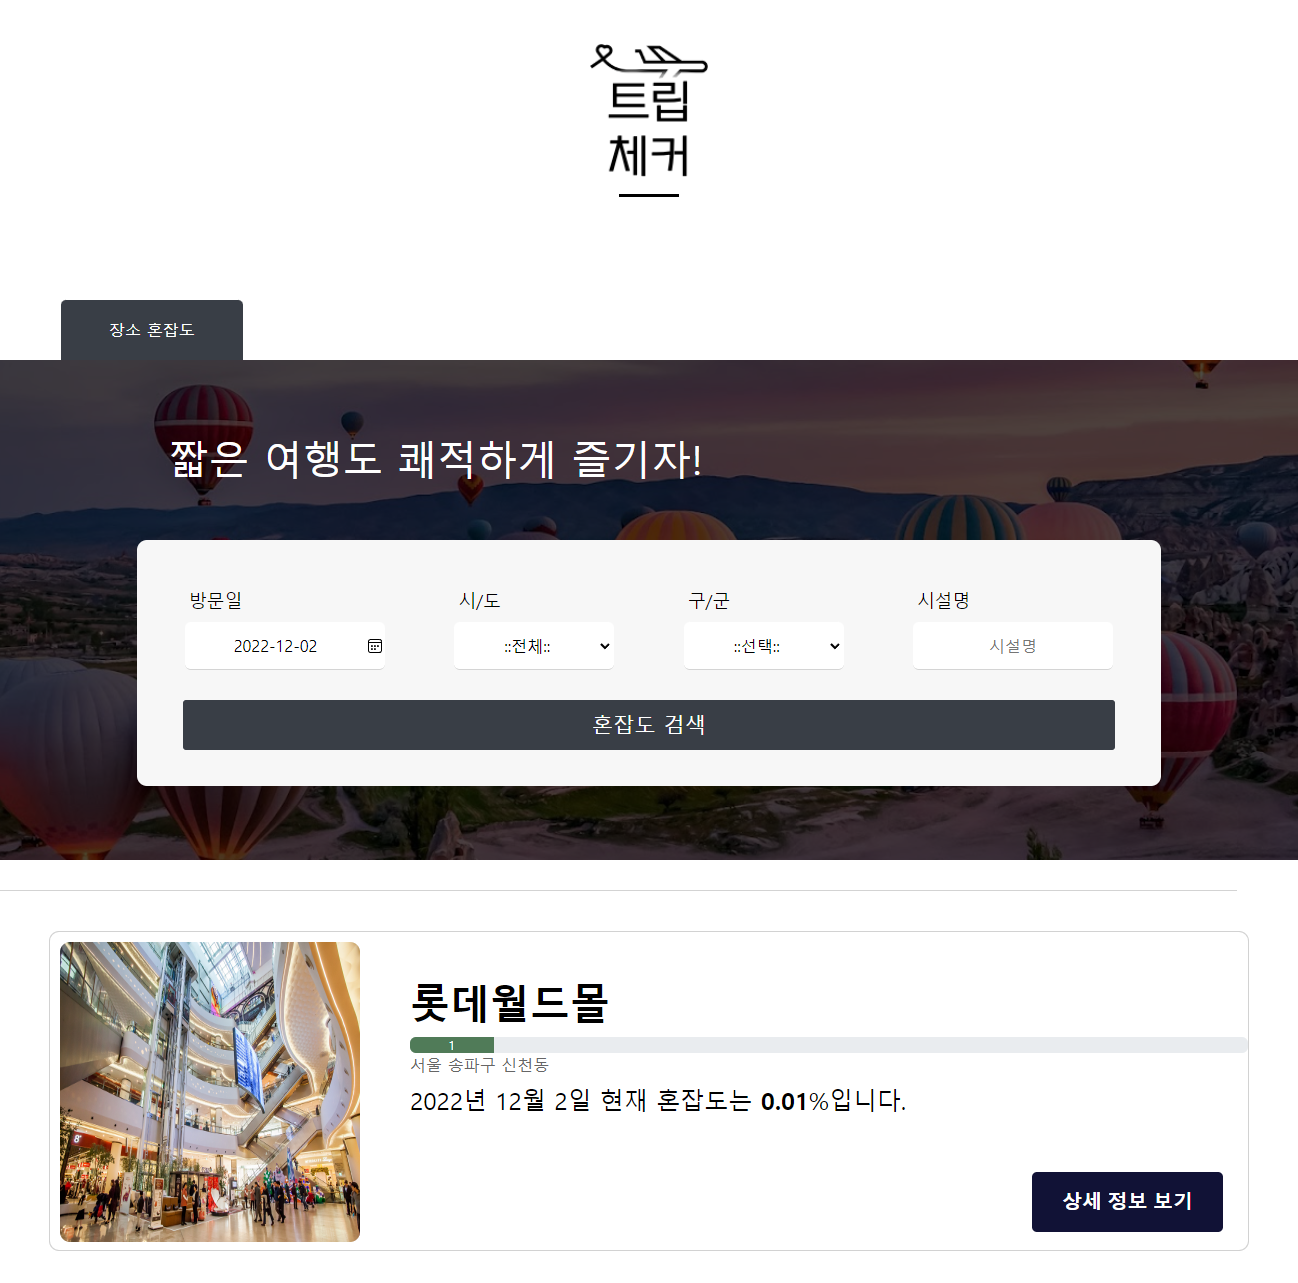 트립
체커
장소 혼잡도
짧은 여행도 쾌적하게 즐기자!
방문일 시/도 구/군 시설명
2022-12-02 ::전체:: ::선택:: 시설명
혼잡도 검색
롯데월드몰
1
서울 송파구 신천동
2022년 12월 2일 현재 혼잡도는 0.01%입니다.
상세 정보 보기